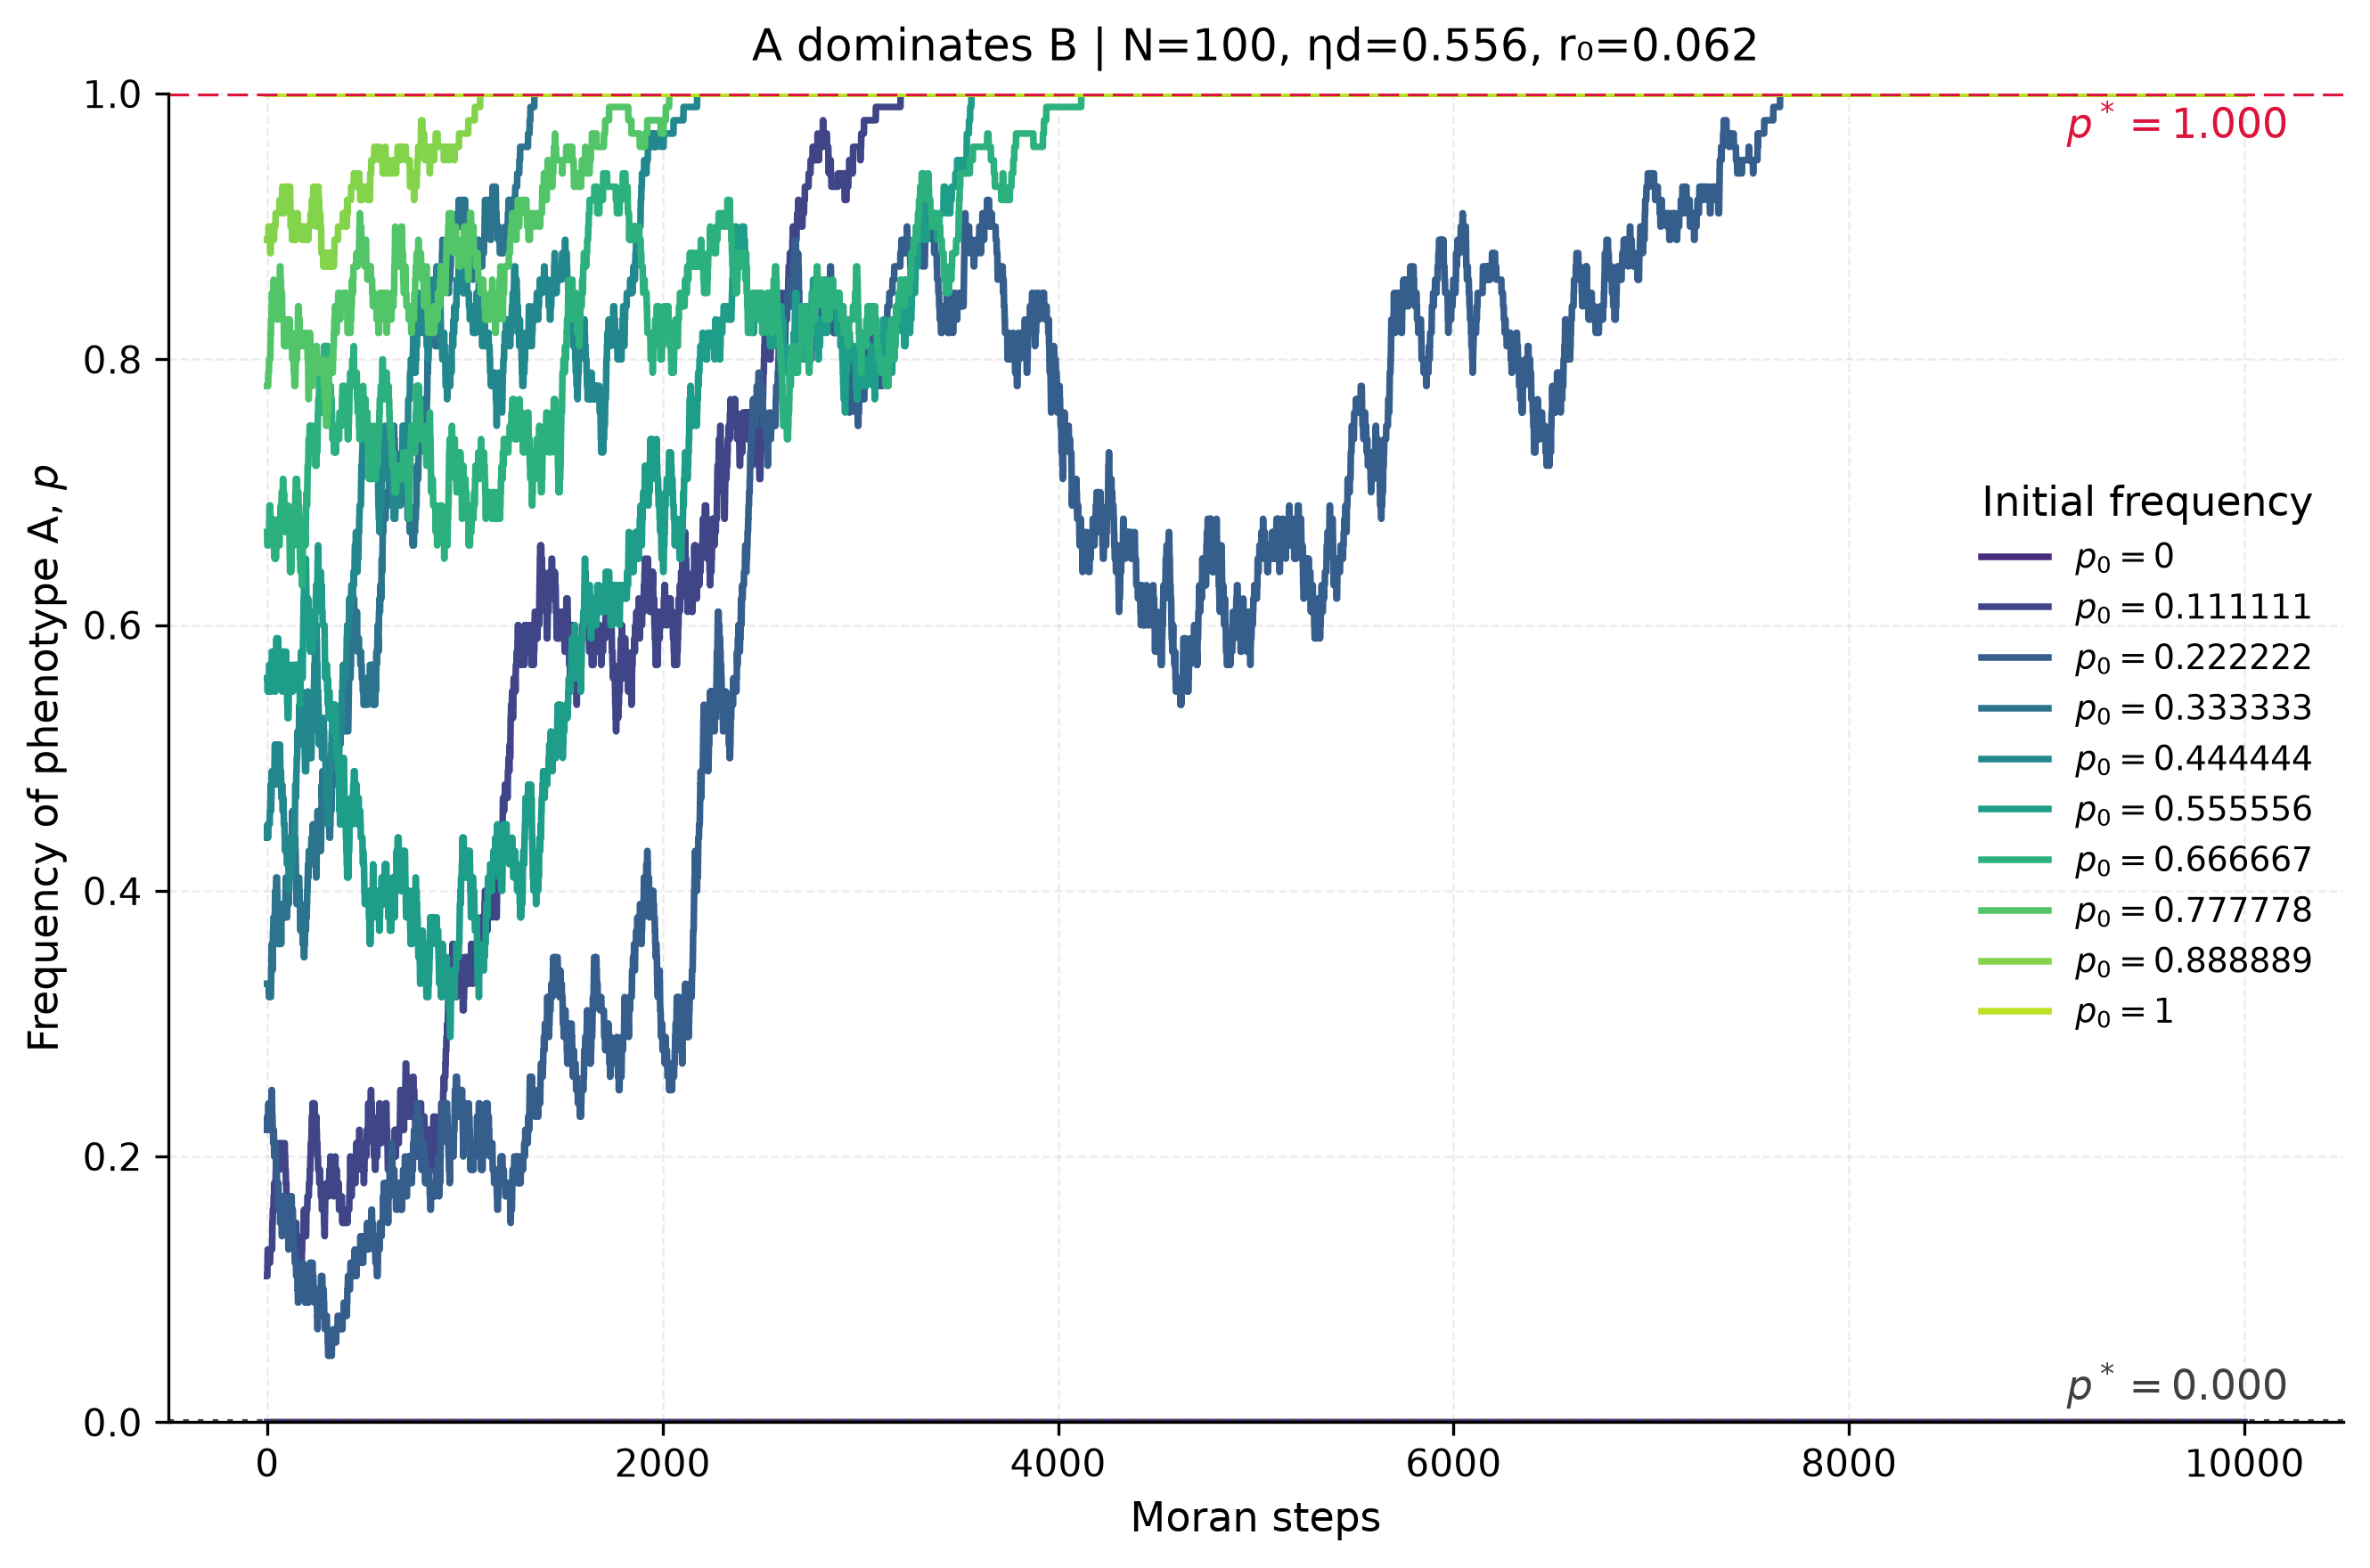 A dominates B | N=100, ηd=0.556, r₀=0.062
1.0
0.8
0.6
0.4
0.2
0.0
Frequency of phenotype A, p
p* = 1.000
Initial frequency
p₀ = 0
p₀ = 0.111111
p₀ = 0.222222
p₀ = 0.333333
p₀ = 0.444444
p₀ = 0.555556
p₀ = 0.666667
p₀ = 0.777778
p₀ = 0.888889
p₀ = 1
p* = 0.000
0 2000 4000 6000 8000 10000
Moran steps